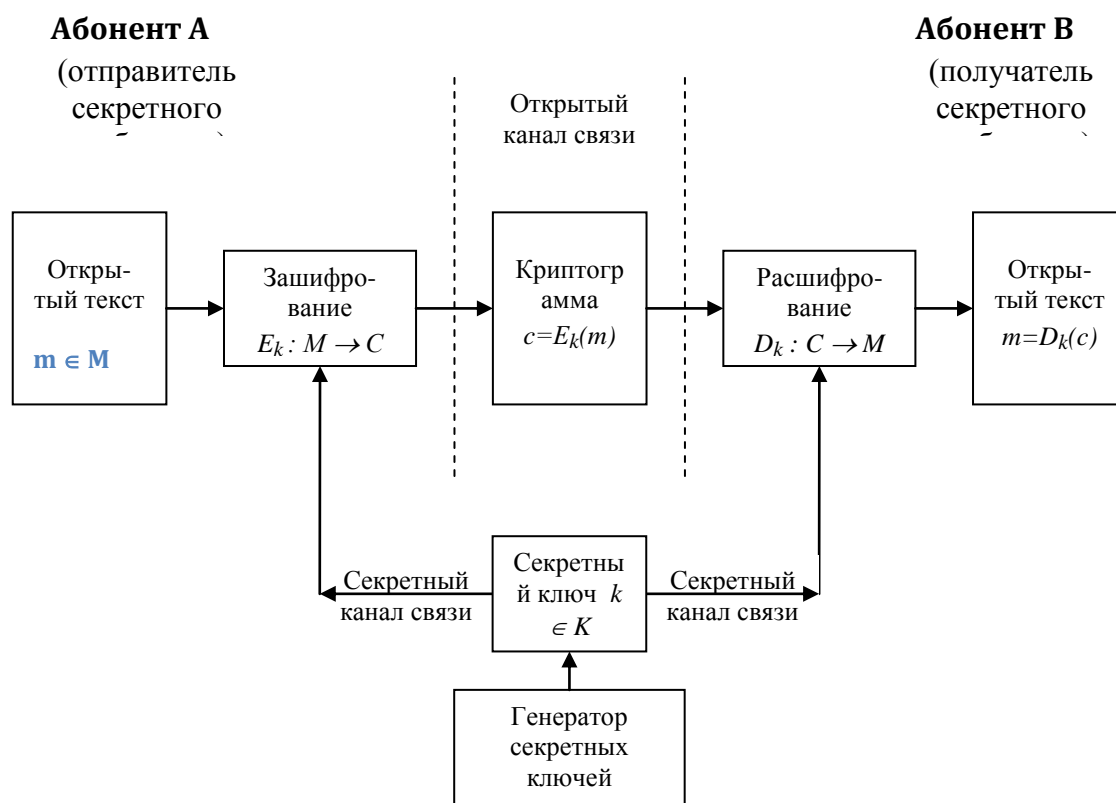 Абонент А
(отправитель
секретного
Абонент В
(получатель
секретного
Открытый
канал связи
Откры-
тый текст
m ∈ M
Зашифро-
вание
E_k : M → C
Криптогр
амма
c=E_k(m)
Расшифро-
вание
D_k : C → M
Откры-
тый текст
m=D_k(c)
Секретный
канал связи
Секретны
й ключ k
∈ K
Секретный
канал связи
Генератор
секретных
ключей